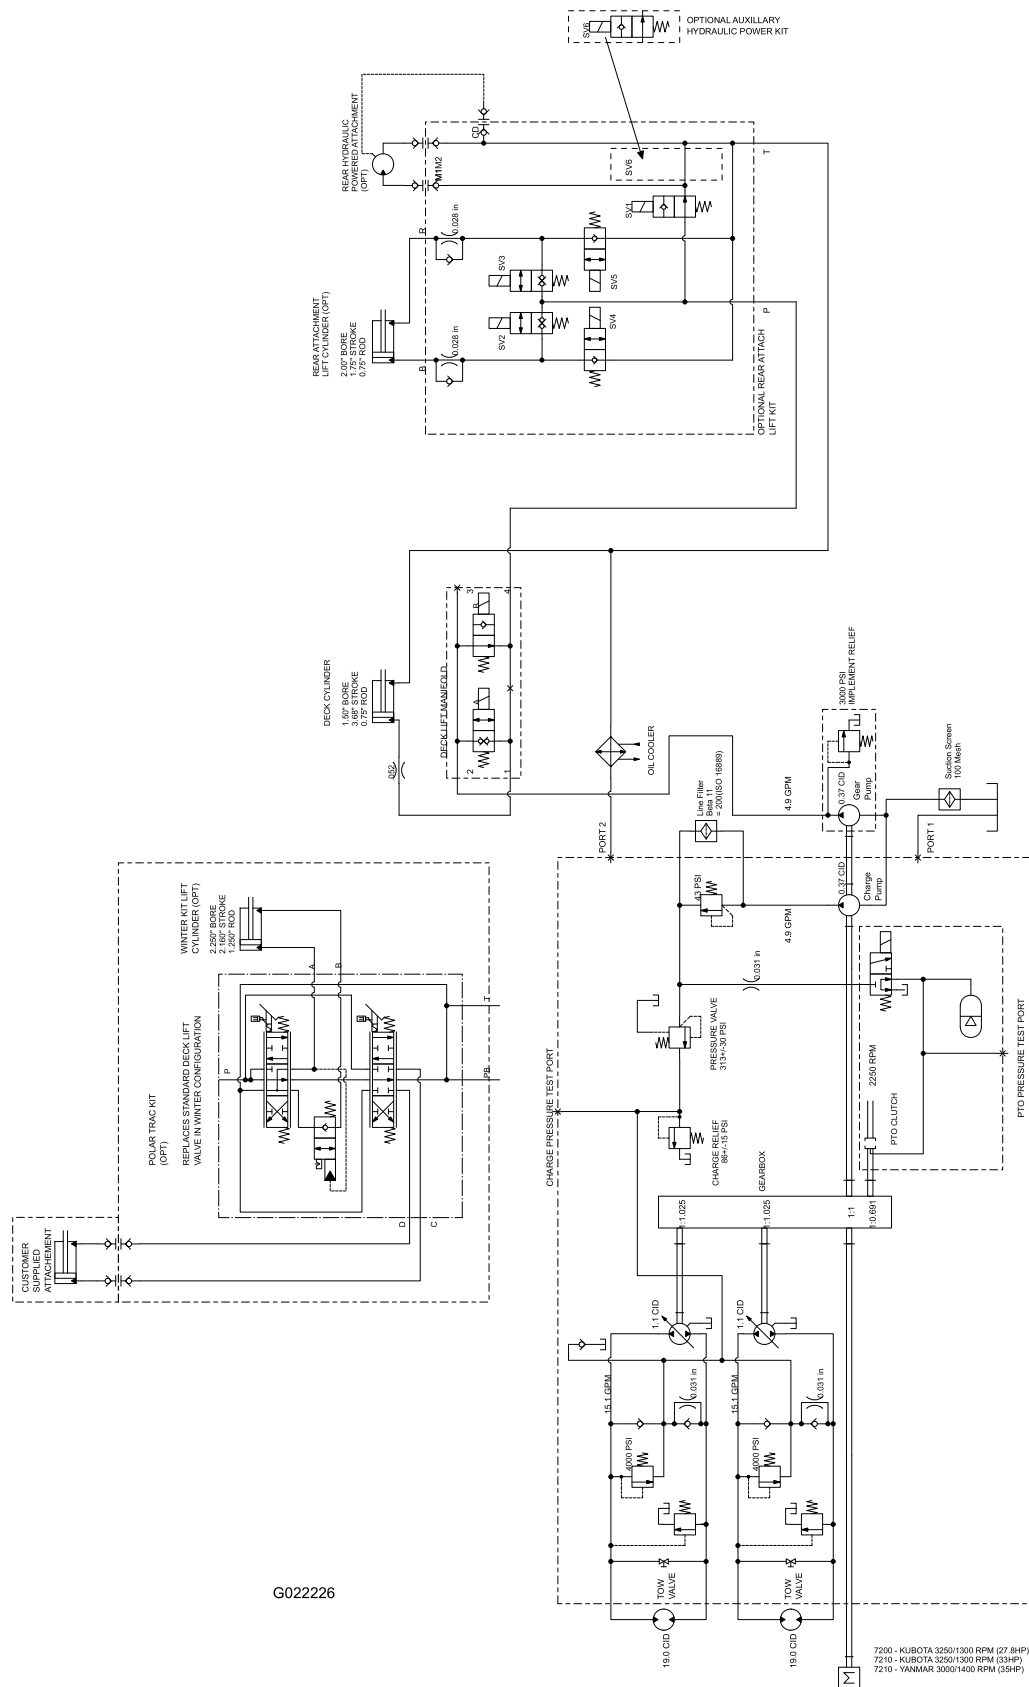 SV6
OPTIONAL AUXILLARY
HYDRAULIC POWER KIT
REAR HYDRAULIC
POWERED ATTACHMENT
(OPT)
CD
M1M2
SV6
T
SV1
R
0.028 in
SV3
SV5
REAR ATTACHMENT
LIFT CYLINDER (OPT)
2.00" BORE
1.75" STROKE
0.75" ROD
B
0.028 in
SV2
SV4
P
OPTIONAL REAR ATTACH
LIFT KIT
DECK CYLINDER
1.50" BORE
3.68" STROKE
0.75" ROD
.052
DECK LIFT MANIFOLD
3
4
B
A
2
1
OIL COOLER
3000 PSI
IMPLEMENT RELIEF
0.37 CID
Gear
Pump
Suction Screen
100 Mesh
Line Filter
Beta 11
= 200(ISO 16889)
4.9 GPM
PORT 2
PORT 1
43 PSI
0.37 CID
Charge
Pump
4.9 GPM
0.031 in
WINTER KIT LIFT
CYLINDER (OPT)
2.250" BORE
2.160" STROKE
1.250" ROD
A
B
POLAR TRAC KIT
(OPT)
REPLACES STANDARD DECK LIFT
VALVE IN WINTER CONFIGURATION
P
T
PB
D
C
CUSTOMER
SUPPLIED
ATTACHEMENT
CHARGE PRESSURE TEST PORT
PRESSURE VALVE
313+/-30 PSI
CHARGE RELIEF
86+/-15 PSI
2250 RPM
PTO CLUTCH
PTO PRESSURE TEST PORT
GEARBOX
1:1.025
1:1.025
1:1
1:0.691
1.1 CID
1.1 CID
15.1 GPM
0.031 in
15.1 GPM
0.031 in
4000 PSI
4000 PSI
TOW
VALVE
TOW
VALVE
19.0 CID
19.0 CID
M
G022226
7200 - KUBOTA 3250/1300 RPM (27.8HP)
7210 - KUBOTA 3250/1300 RPM (33HP)
7210 - YANMAR 3000/1400 RPM (35HP)